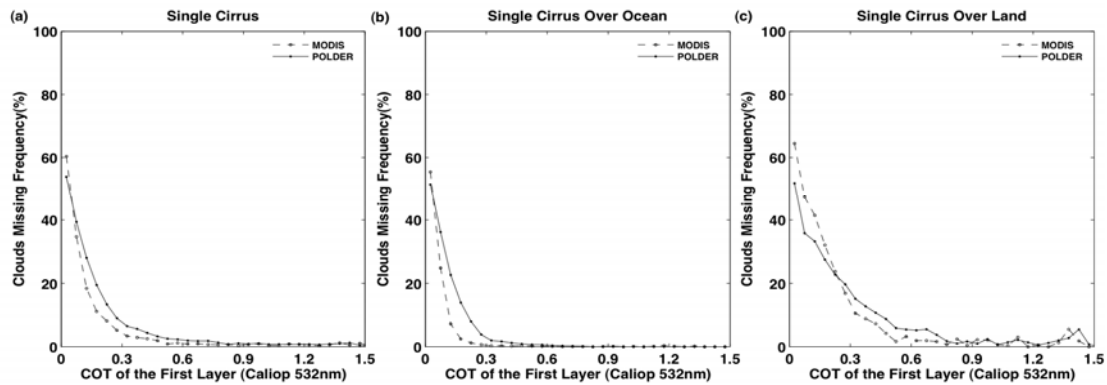 (a) Single Cirrus
100
80
60
40
20
0
Clouds Missing Frequency(%)
MODIS
POLDER
0 0.3 0.6 0.9 1.2 1.5
COT of the First Layer (Caliop 532nm)
(b) Single Cirrus Over Ocean
100
80
60
40
20
0
Clouds Missing Frequency(%)
MODIS
POLDER
0 0.3 0.6 0.9 1.2 1.5
COT of the First Layer (Caliop 532nm)
(c) Single Cirrus Over Land
100
80
60
40
20
0
Clouds Missing Frequency(%)
MODIS
POLDER
0 0.3 0.6 0.9 1.2 1.5
COT of the First Layer (Caliop 532nm)